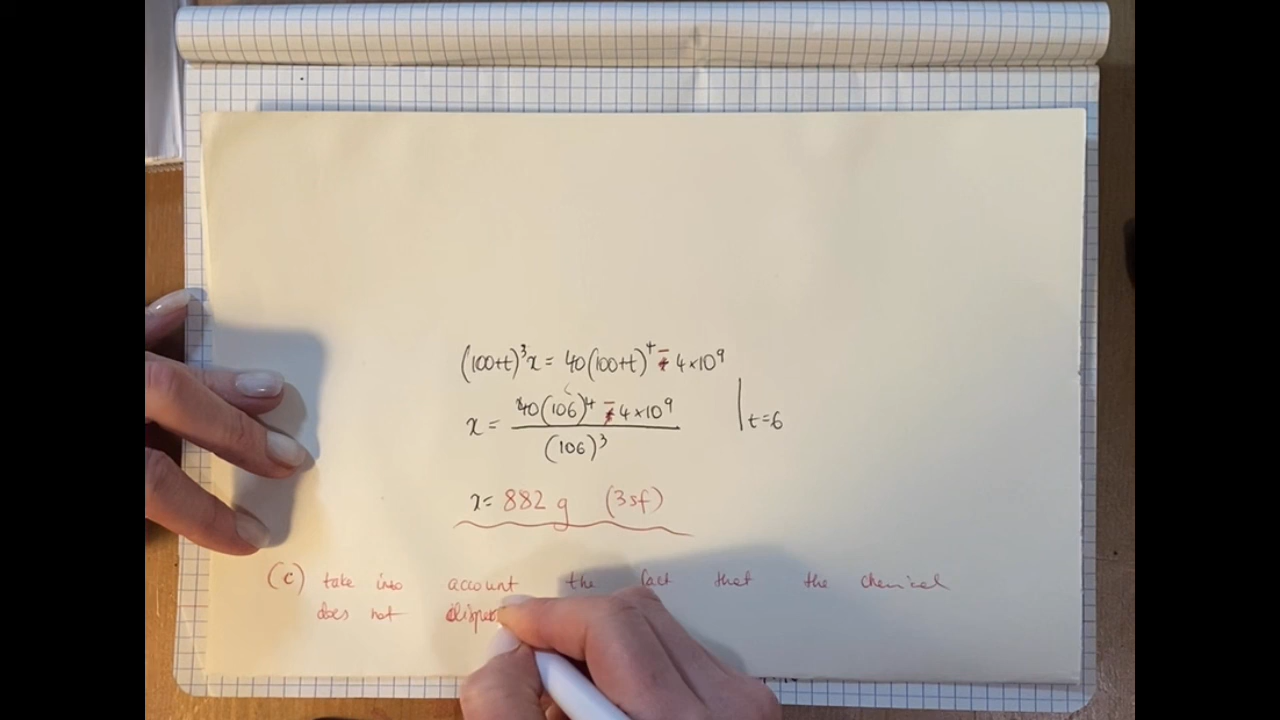 (100+t)³x = 40(100+t)⁴ - 4×10⁹
x = 40(106)⁴ - 4×10⁹ / (106)³ | t=6
x = 882 g (3sf)
(c) take into account the fact that the chemical
does not